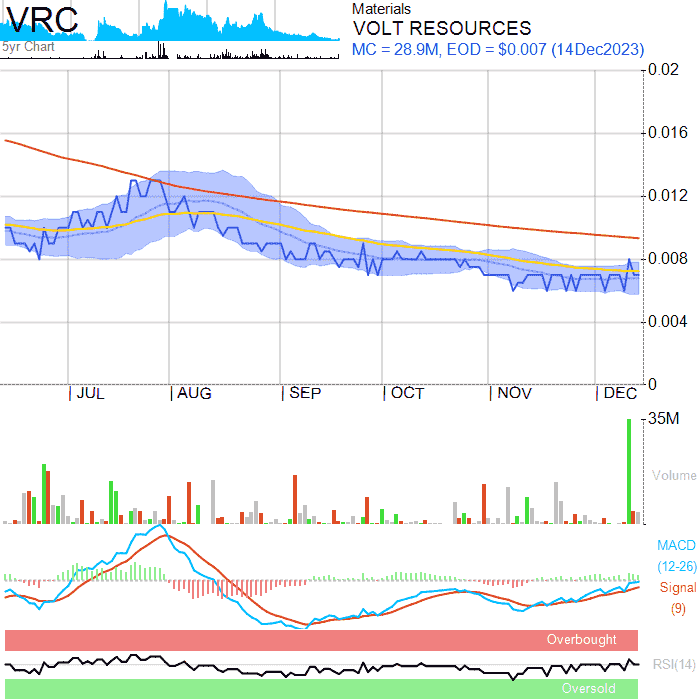 VRC
5yr Chart
Materials
VOLT RESOURCES
MC = 28.9M, EOD = $0.007 (14Dec2023)
0.02
0.016
0.012
0.008
0.004
0
JUL AUG SEP OCT NOV DEC
35M
Volume
MACD
(12-26)
Signal
(9)
Overbought
RSI(14)
Oversold